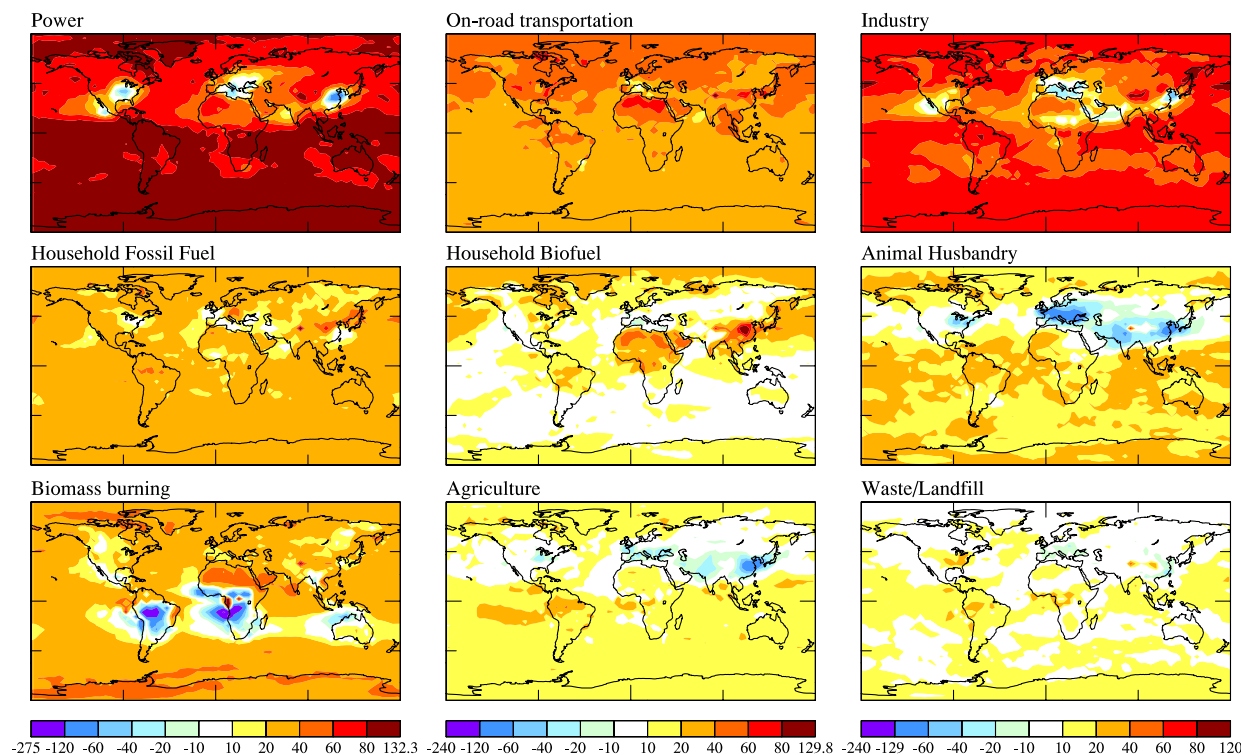 Power
On-road transportation
Industry
Household Fossil Fuel
Household Biofuel
Animal Husbandry
Biomass burning
Agriculture
Waste/Landfill
-275 -120 -60 -40 -20 -10 10 20 40 60 80 132.3
-240 -120 -60 -40 -20 -10 10 20 40 60 80 129.8
-240 -129 -60 -40 -20 -10 10 20 40 60 80 120